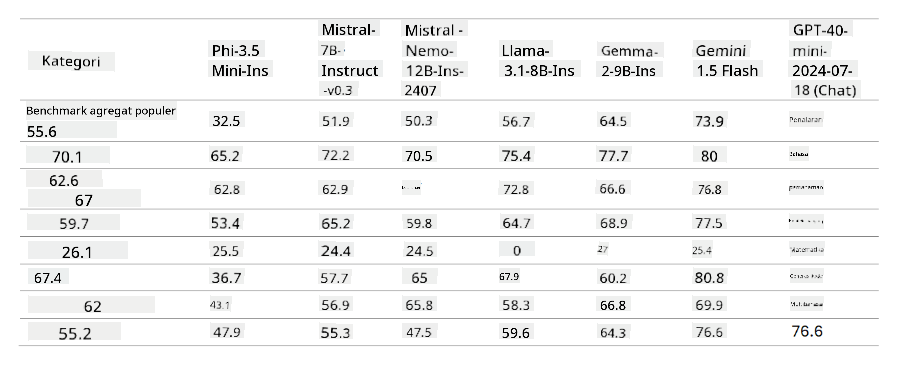 Kategori
Phi-3.5
Mini-Ins
Mistral-
7B-
Instruct
-v0.3
Mistral -
Nemo-
12B-Ins-
2407
Llama-
3.1-8B-Ins
Gemma-
2-9B-Ins
Gemini
1.5 Flash
GPT-40-
mini-
2024-07-
18 (Chat)
Benchmark agregat populer
55.6 32.5 51.9 50.3 56.7 64.5 73.9 Penalaran
70.1 65.2 72.2 70.5 75.4 77.7 80 Bahasa
62.6
67 62.8 62.9 72.8 66.6 76.8 pemahaman
59.7 53.4 65.2 59.8 64.7 68.9 77.5
26.1 25.5 24.4 24.5 0 27 25.4 Matematika
67.4 36.7 57.7 65 67.9 60.2 80.8
62 43.1 56.9 65.8 58.3 66.8 69.9 Multibahasa
55.2 47.9 55.3 47.5 59.6 64.3 76.6 76.6